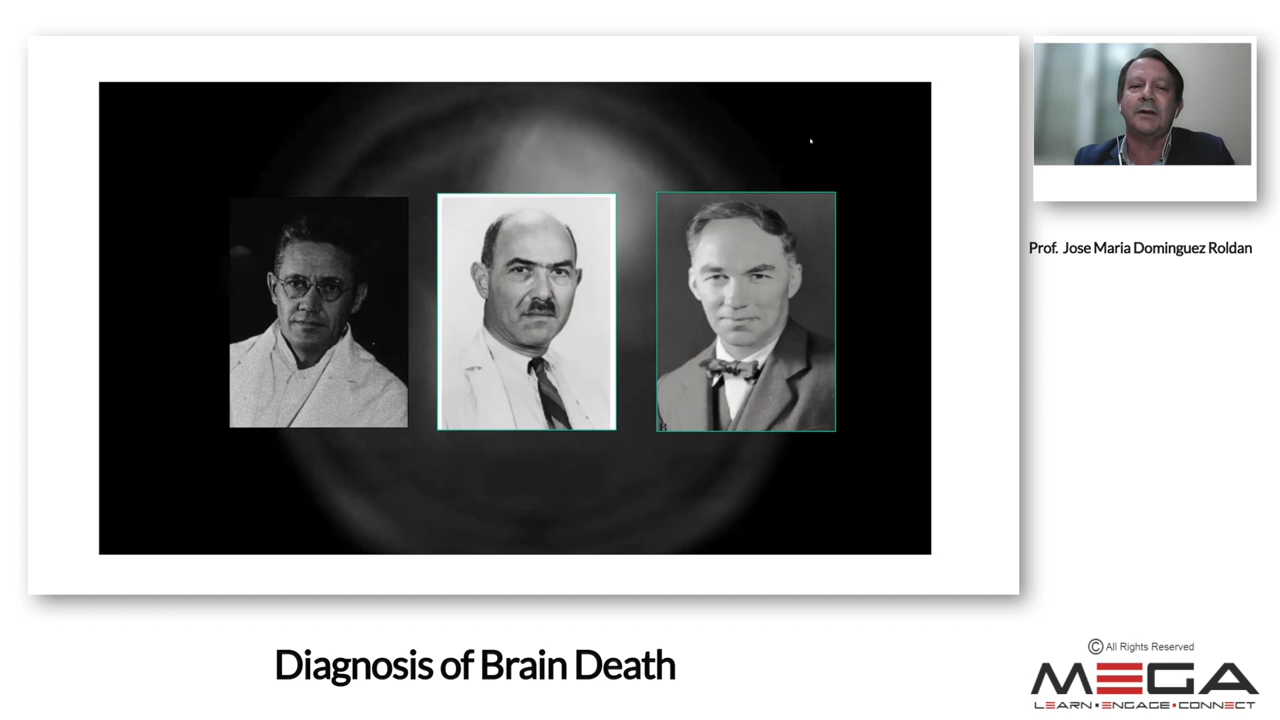 Prof. Jose Maria Dominguez Roldan
B
Diagnosis of Brain Death
© All Rights Reserved
MEGA
LEARN▪ENGAGE▪CONNECT